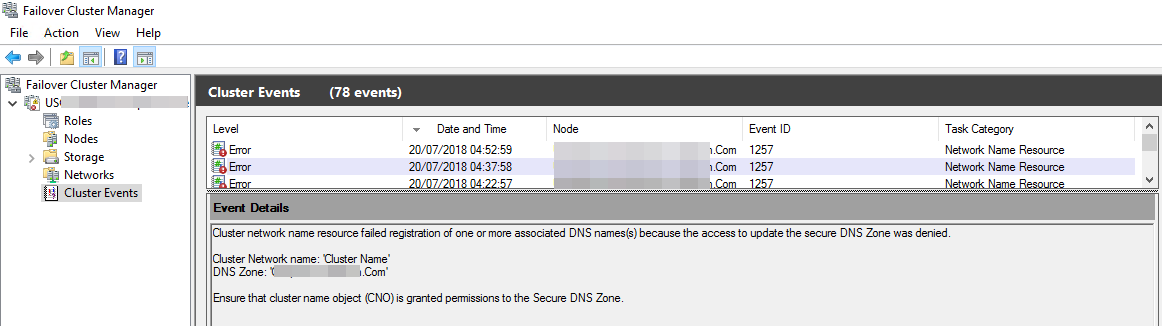 Failover Cluster Manager
File Action View Help
Failover Cluster Manager
US
Roles
Nodes
Storage
Networks
Cluster Events
Cluster Events (78 events)
Level Date and Time Node Event ID Task Category
Error 20/07/2018 04:52:59 .Com 1257 Network Name Resource
Error 20/07/2018 04:37:58 .Com 1257 Network Name Resource
Error 20/07/2018 04:22:57 .Com 1257 Network Name Resource
Event Details
Cluster network name resource failed registration of one or more associated DNS names(s) because the access to update the secure DNS Zone was denied.
Cluster Network name: 'Cluster Name'
DNS Zone: ' .Com'
Ensure that cluster name object (CNO) is granted permissions to the Secure DNS Zone.